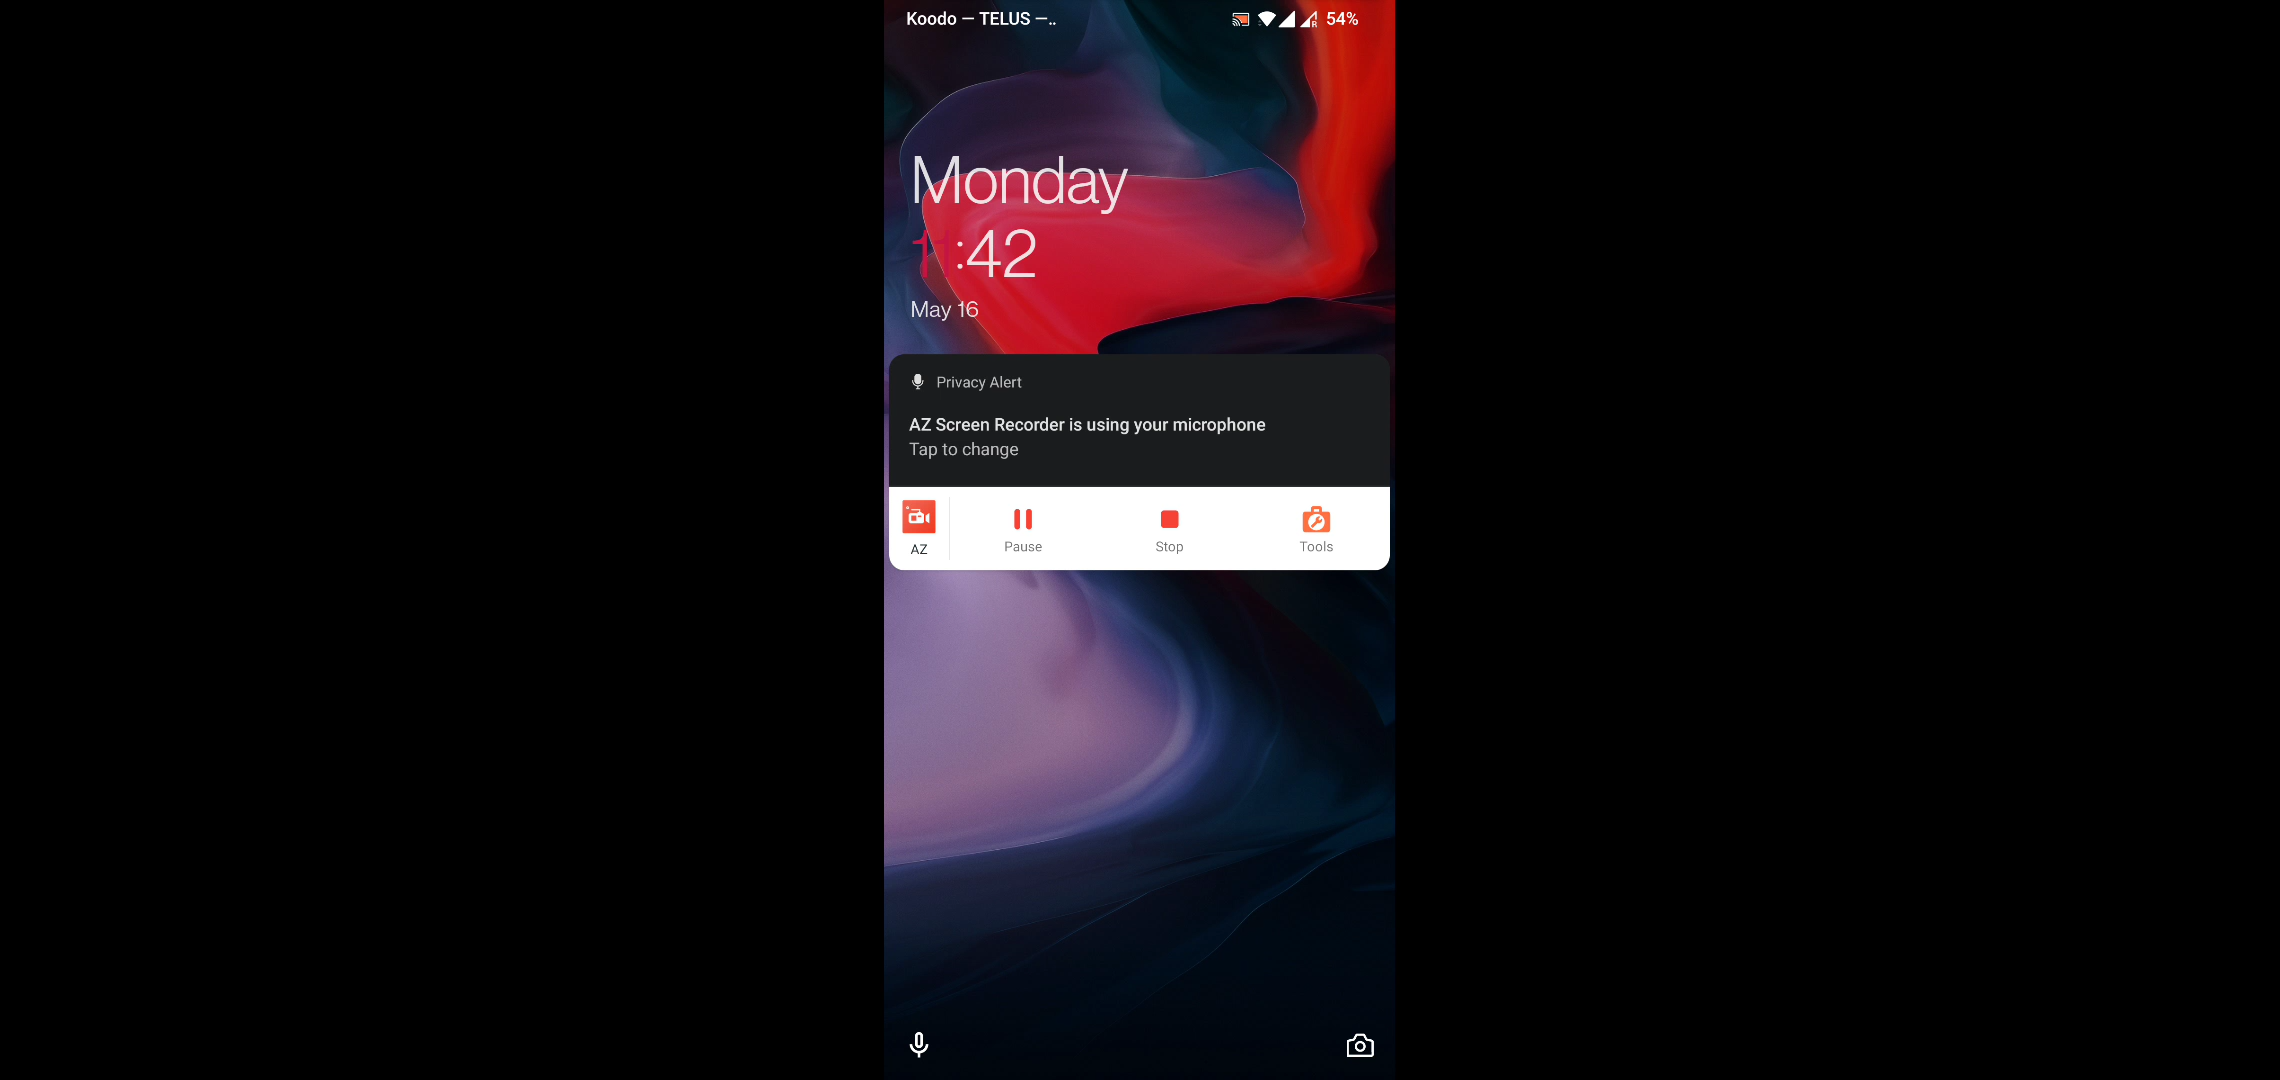 Koodo — TELUS —..
R
54%
Monday
11:42
May 16
Privacy Alert
AZ Screen Recorder is using your microphone
Tap to change
AZ
Pause
Stop
Tools